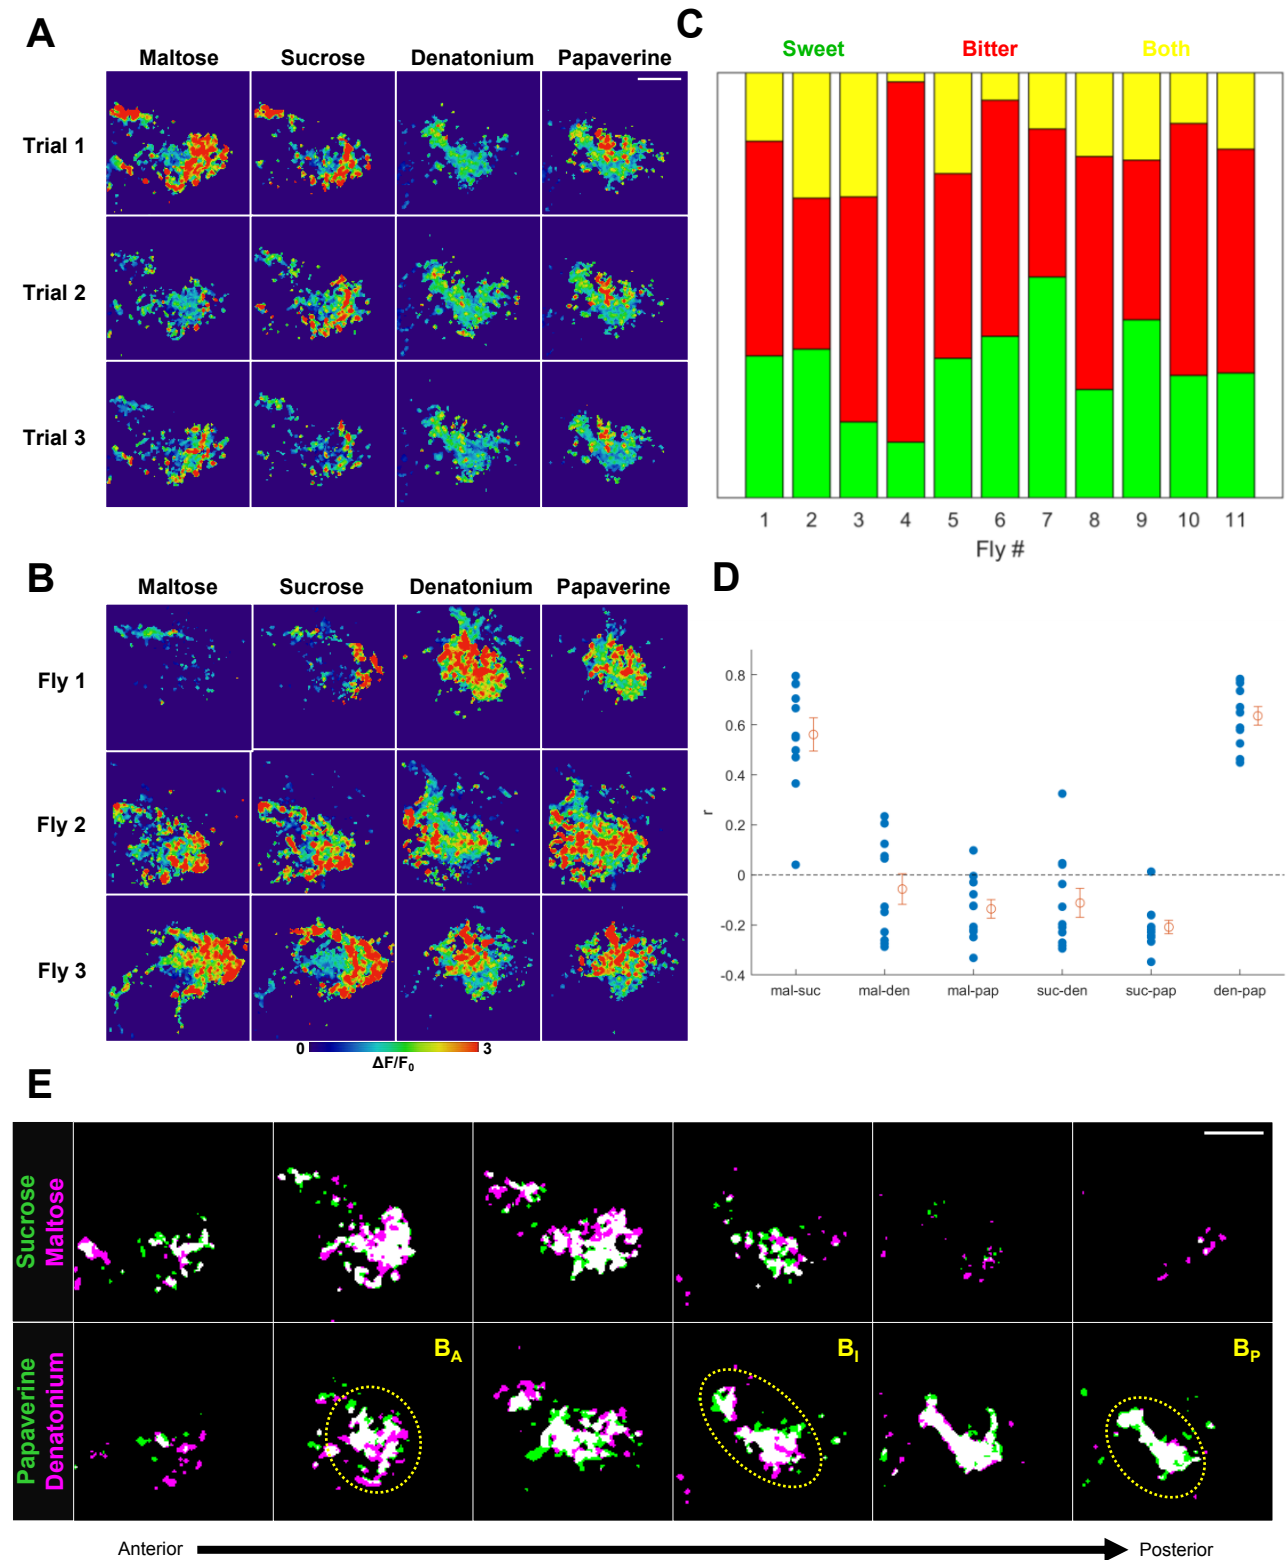 A
Maltose Sucrose Denatonium Papaverine
Trial 1
Trial 2
Trial 3
B
Maltose Sucrose Denatonium Papaverine
Fly 1
Fly 2
Fly 3
0 3
ΔF/F0
C
Sweet Bitter Both
1 2 3 4 5 6 7 8 9 10 11
Fly #
D
0.8
0.6
0.4
0.2
0
-0.2
-0.4
r
mal-suc mal-den mal-pap suc-den suc-pap den-pap
E
Sucrose
Maltose
Papaverine
Denatonium
BA BI BP
Anterior Posterior